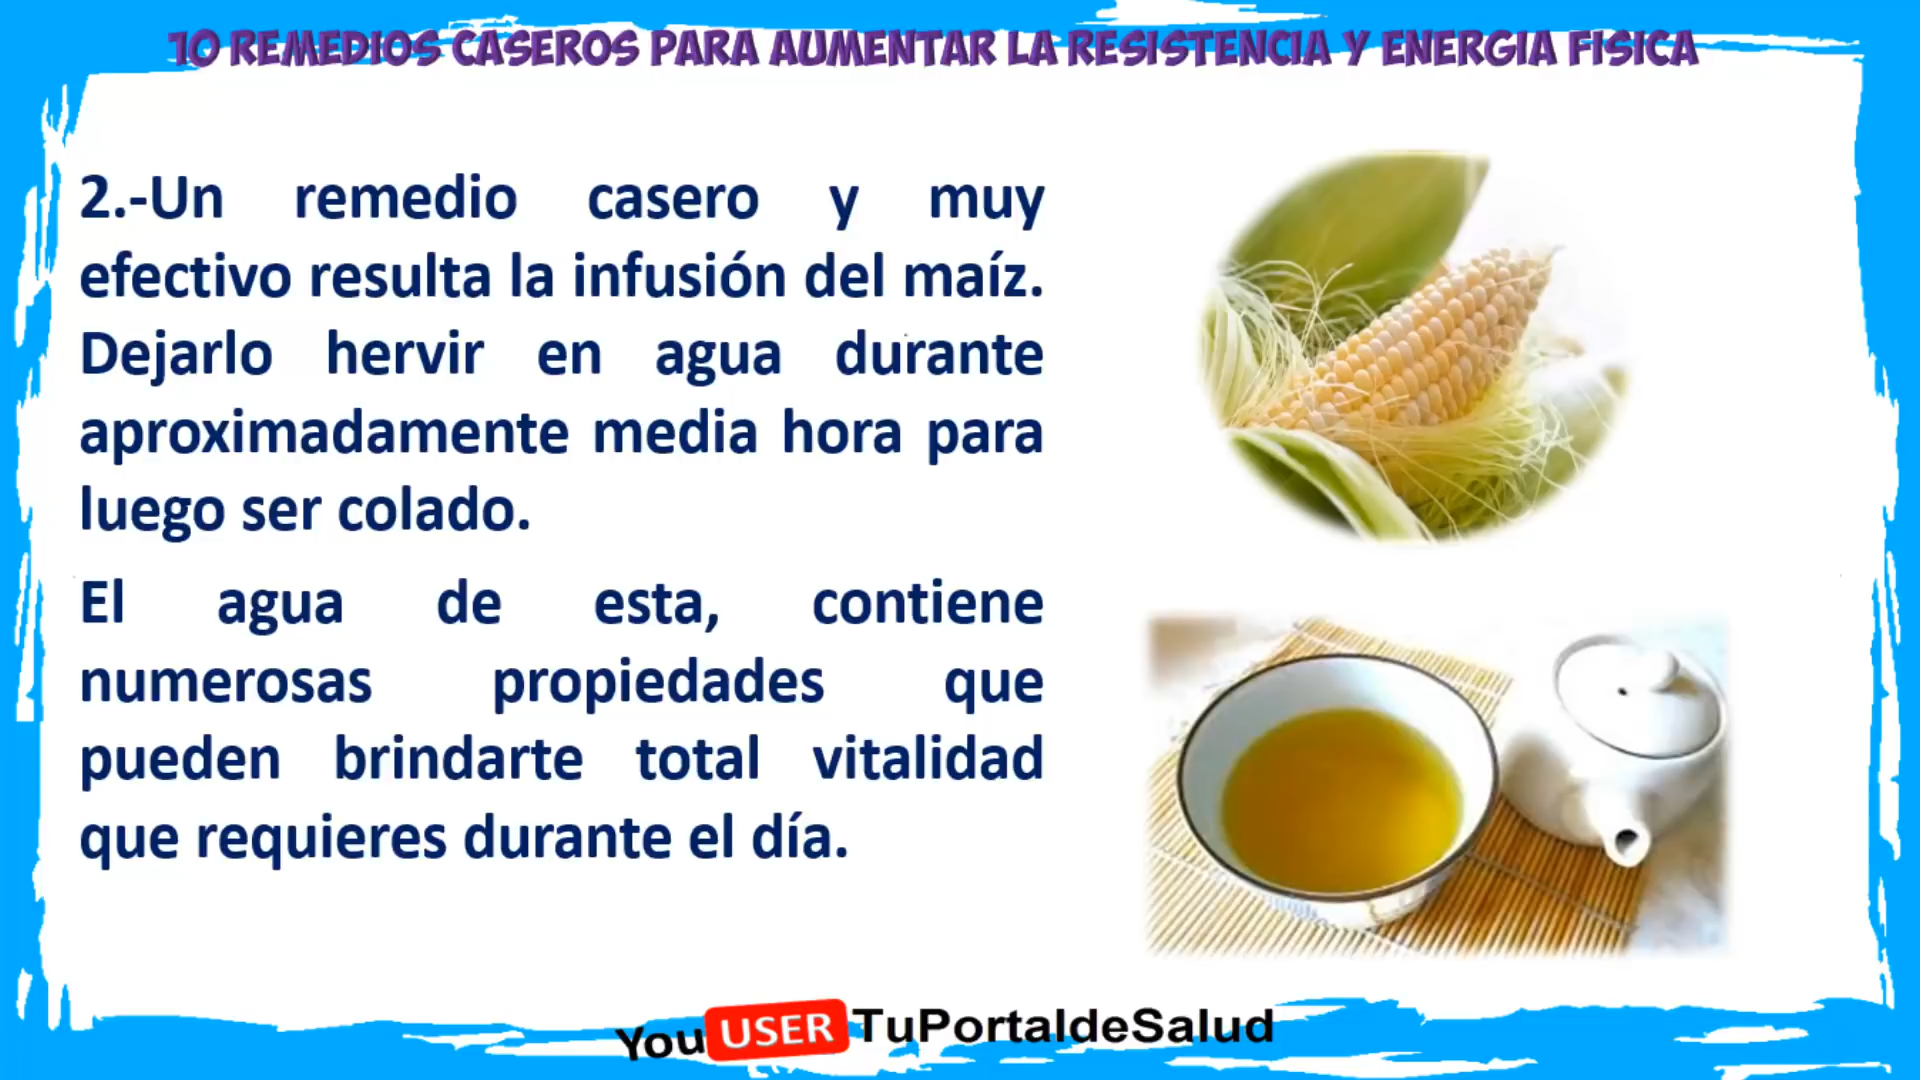 10 REMEDIOS CASEROS PARA AUMENTAR LA RESISTENCIA Y ENERGIA FISICA
2.-Un remedio casero y muy
efectivo resulta la infusión del maíz.
Dejarlo hervir en agua durante
aproximadamente media hora para
luego ser colado.
El agua de esta, contiene
numerosas propiedades que
pueden brindarte total vitalidad
que requieres durante el día.
You USER TuPortaldeSalud